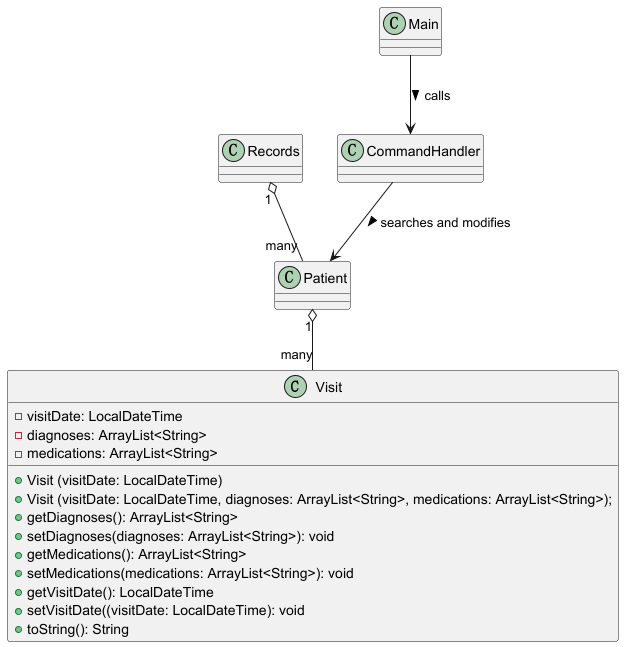 C Main
calls
C Records
C CommandHandler
1
searches and modifies
many
C Patient
1
many
C Visit
visitDate: LocalDateTime
diagnoses: ArrayList<String>
medications: ArrayList<String>
Visit (visitDate: LocalDateTime)
Visit (visitDate: LocalDateTime, diagnoses: ArrayList<String>, medications: ArrayList<String>);
getDiagnoses(): ArrayList<String>
setDiagnoses(diagnoses: ArrayList<String>): void
getMedications(): ArrayList<String>
setMedications(medications: ArrayList<String>): void
getVisitDate(): LocalDateTime
setVisitDate((visitDate: LocalDateTime): void
toString(): String